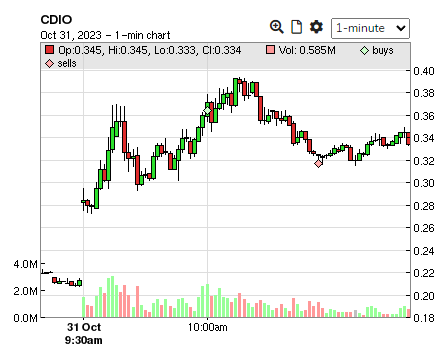 CDIO
Oct 31, 2023 - 1-min chart
1-minute
Op:0.345, Hi:0.345, Lo:0.333, Cl:0.334 Vol: 0.585M buys
sells
0.40
0.38
0.36
0.34
0.32
0.30
0.28
0.26
0.24
4.0M 0.22
2.0M 0.20
0.0M 0.18
31 Oct 10:00am
9:30am